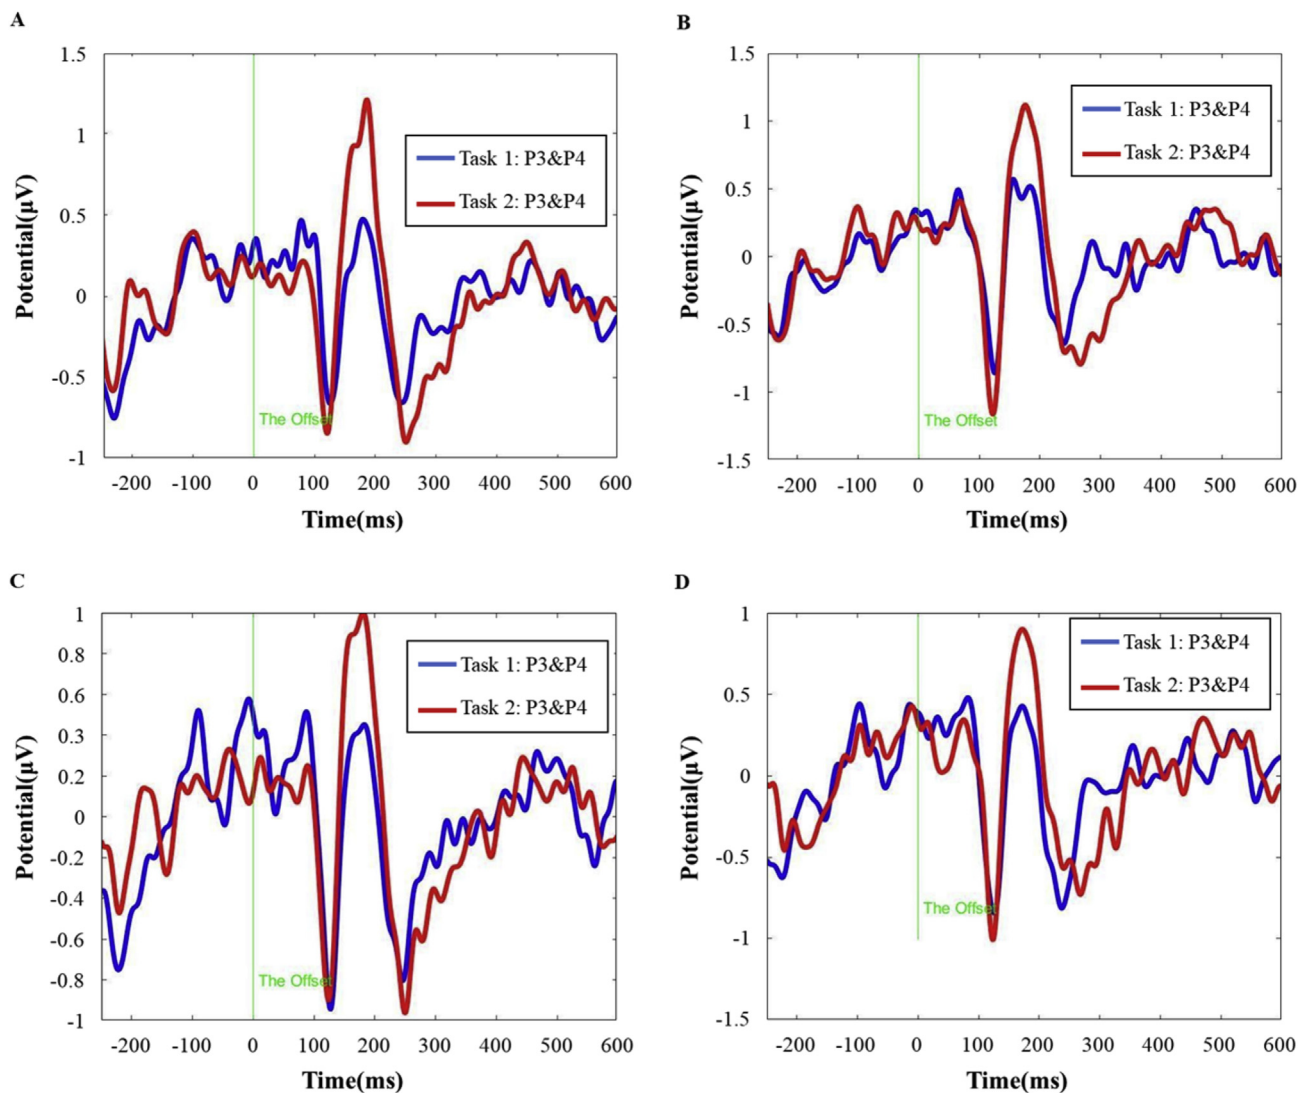 A
1.5
1
0.5
0
-0.5
-1
Potential(μV)
Task 1: P3&P4
Task 2: P3&P4
The Offset
-200 -100 0 100 200 300 400 500 600
Time(ms)
B
1.5
1
0.5
0
-0.5
-1
-1.5
Potential(μV)
Task 1: P3&P4
Task 2: P3&P4
The Offset
-200 -100 0 100 200 300 400 500 600
Time(ms)
C
1
0.8
0.6
0.3
0.2
0
-0.2
-0.4
-0.6
-0.8
-1
Potential(μV)
Task 1: P3&P4
Task 2: P3&P4
The Offset
-200 -100 0 100 200 300 400 500 600
Time(ms)
D
1
0.5
0
-0.5
-1
-1.5
Potential(μV)
Task 1: P3&P4
Task 2: P3&P4
The Offset
-200 -100 0 100 200 300 400 500 600
Time(ms)